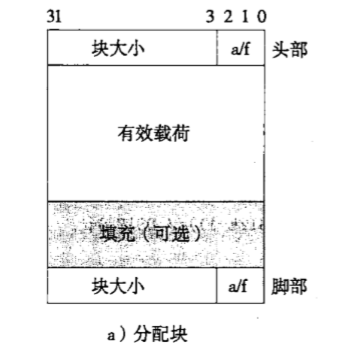 31 3 2 1 0
块大小 a/f 头部
有效载荷
填充(可选)
块大小 a/f 脚部
a)分配块